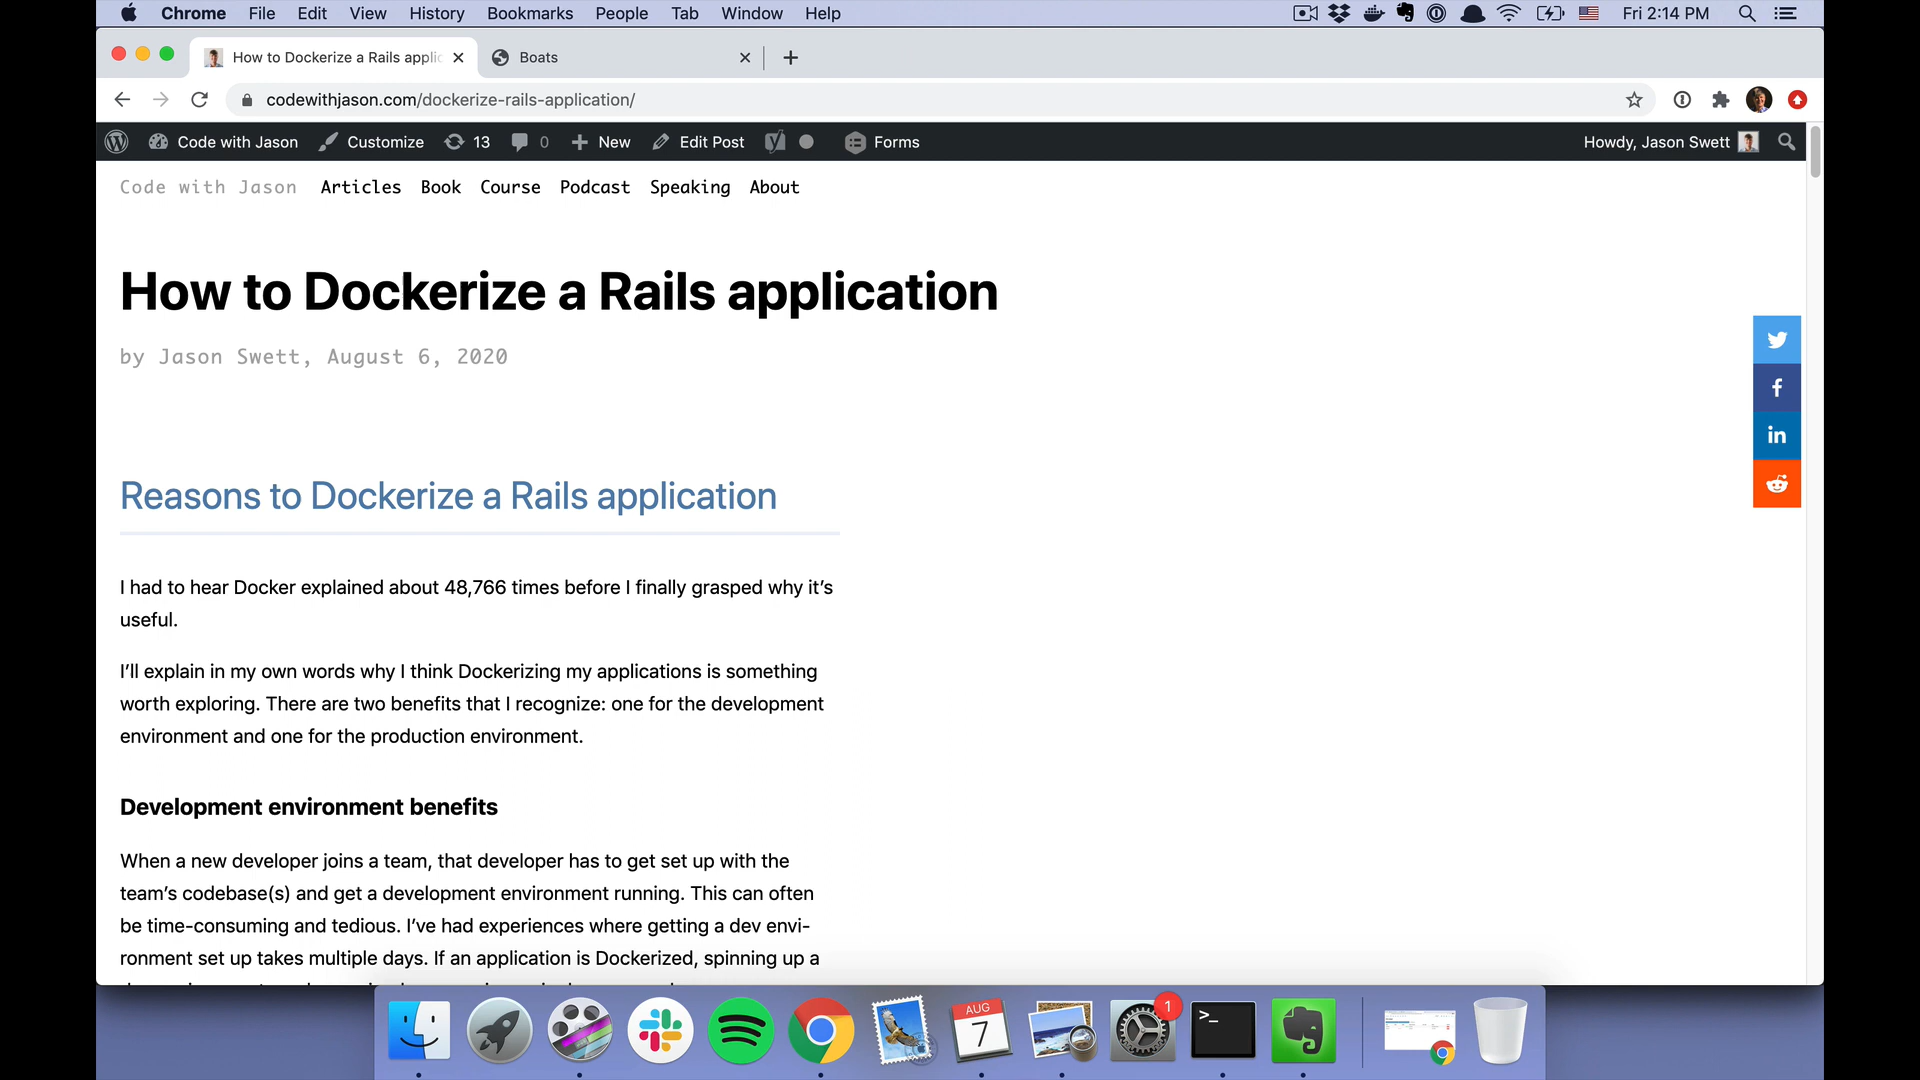 Chrome File Edit View History Bookmarks People Tab Window Help Fri 2:14 PM
How to Dockerize a Rails applic Boats
codewithjason.com/dockerize-rails-application/
Code with Jason Customize 13 0 New Edit Post Forms Howdy, Jason Swett
Code with Jason Articles Book Course Podcast Speaking About
How to Dockerize a Rails application
by Jason Swett, August 6, 2020
Reasons to Dockerize a Rails application
I had to hear Docker explained about 48,766 times before I finally grasped why it’s
useful.
I’ll explain in my own words why I think Dockerizing my applications is something
worth exploring. There are two benefits that I recognize: one for the development
environment and one for the production environment.
Development environment benefits
When a new developer joins a team, that developer has to get set up with the
team’s codebase(s) and get a development environment running. This can often
be time-consuming and tedious. I’ve had experiences where getting a dev envi-
ronment set up takes multiple days. If an application is Dockerized, spinning up a
AUG
7
1
>_